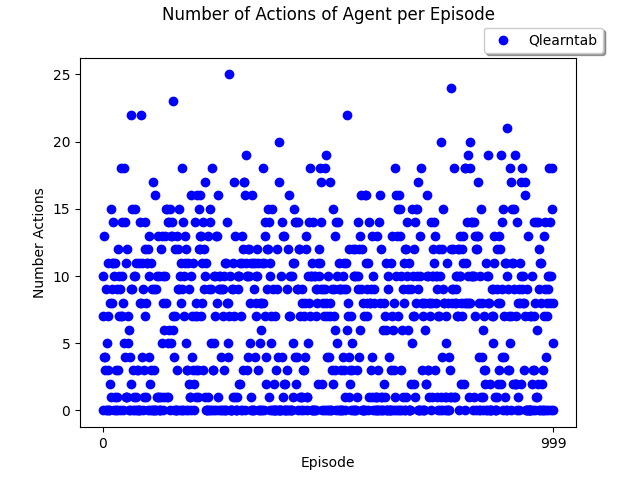 Number of Actions of Agent per Episode
Qlearntab
25
20
15
10
5
0
Number Actions
0
999
Episode